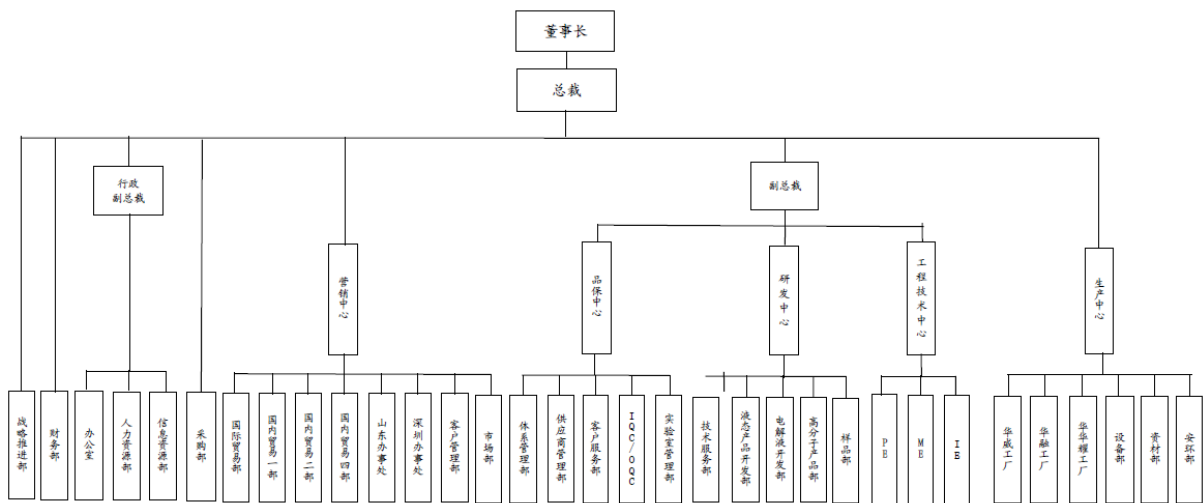 董事长
总裁
行政
副总裁
副总裁
营销中心
品保中心
研发中心
工程技术中心
生产中心
战略推进部
财务部
办公室
人力资源部
信息资源部
采购部
国际贸易部
国内贸易一部
国内贸易二部
国内贸易四部
山东办事处
深圳办事处
客户管理部
市场部
体系管理部
供应商管理部
客户服务部
IQC/OQC
实验室管理部
技术服务部
液态产品开发部
电解液开发部
高分子产品部
样品部
PE
ME
IE
华威工厂
华融工厂
华华耀工厂
设备部
资材部
安环部